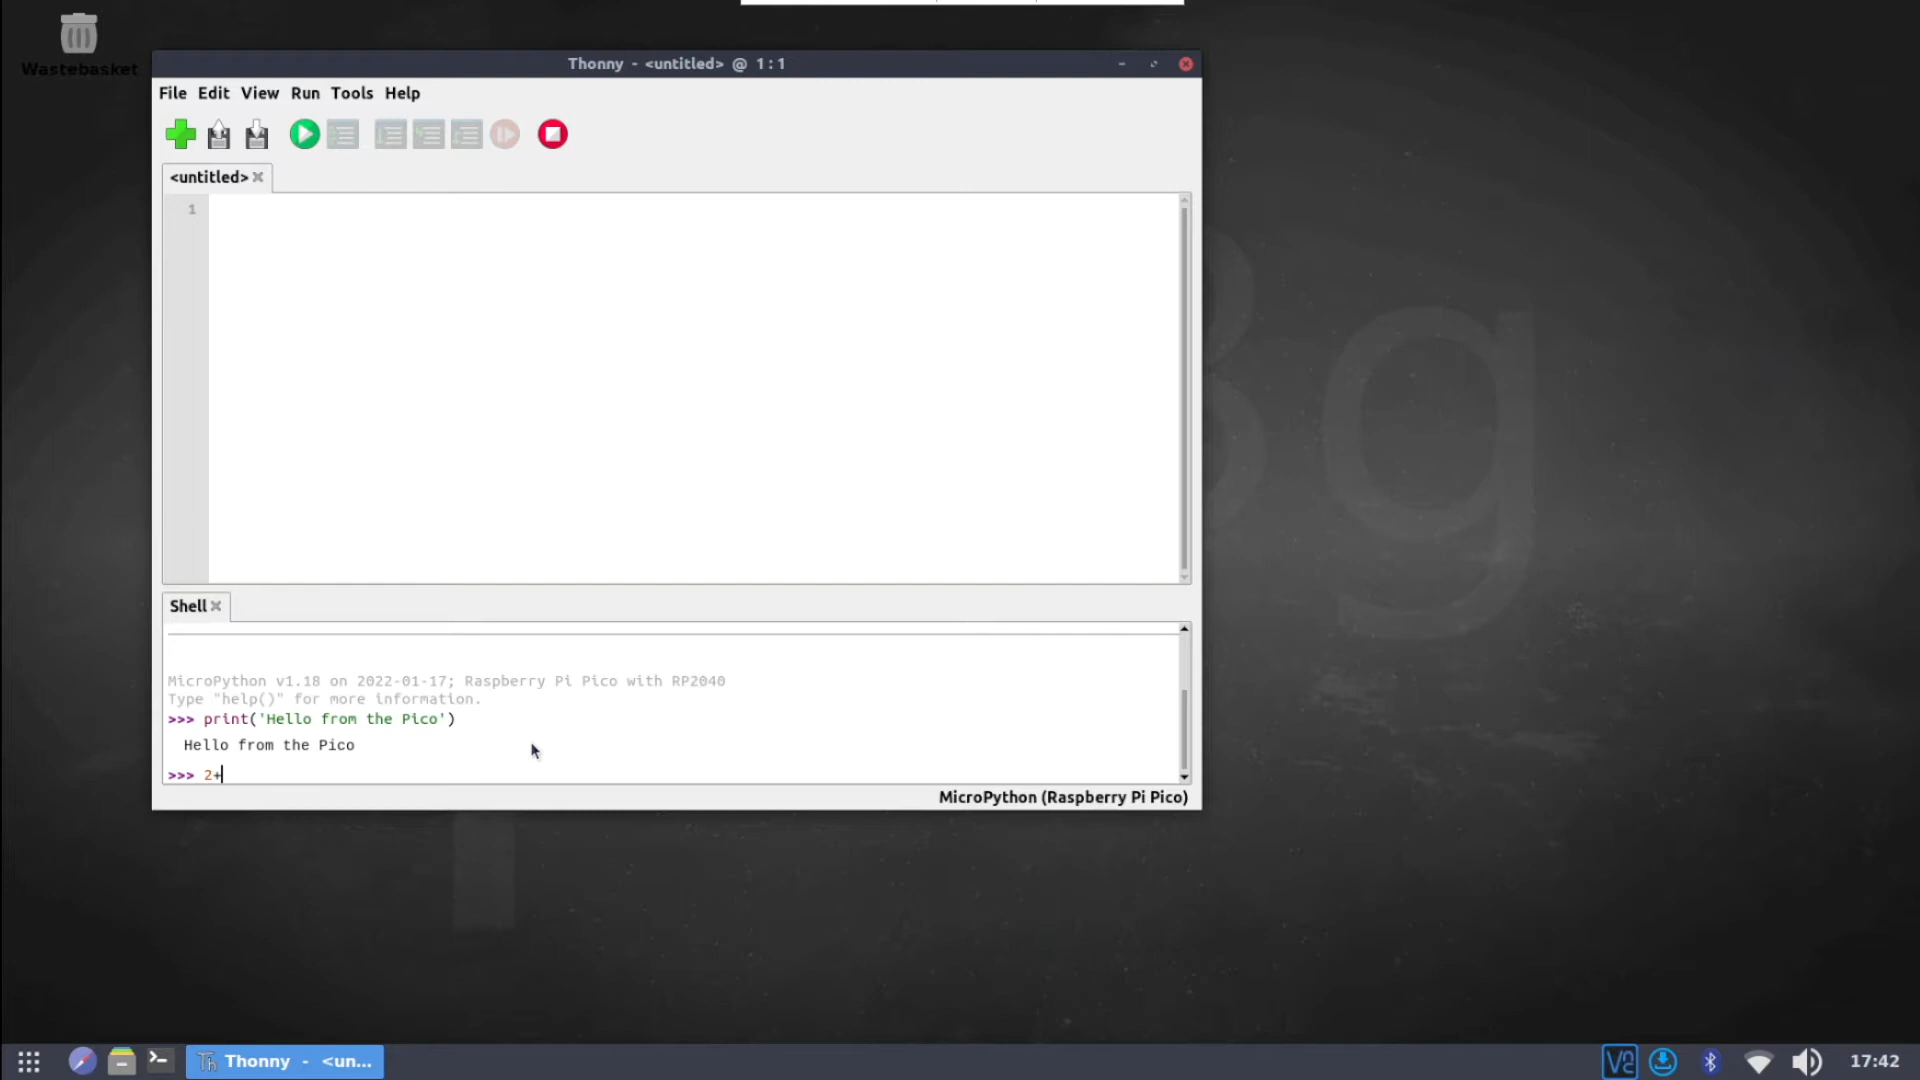 Wastebasket
Thonny - <untitled> @ 1:1
File Edit View Run Tools Help
<untitled>
1
Shell
MicroPython v1.18 on 2022-01-17; Raspberry Pi Pico with RP2040
Type "help()" for more information.
>>> print('Hello from the Pico')
Hello from the Pico
>>> 2+
MicroPython (Raspberry Pi Pico)
Thonny - <un...
17:42